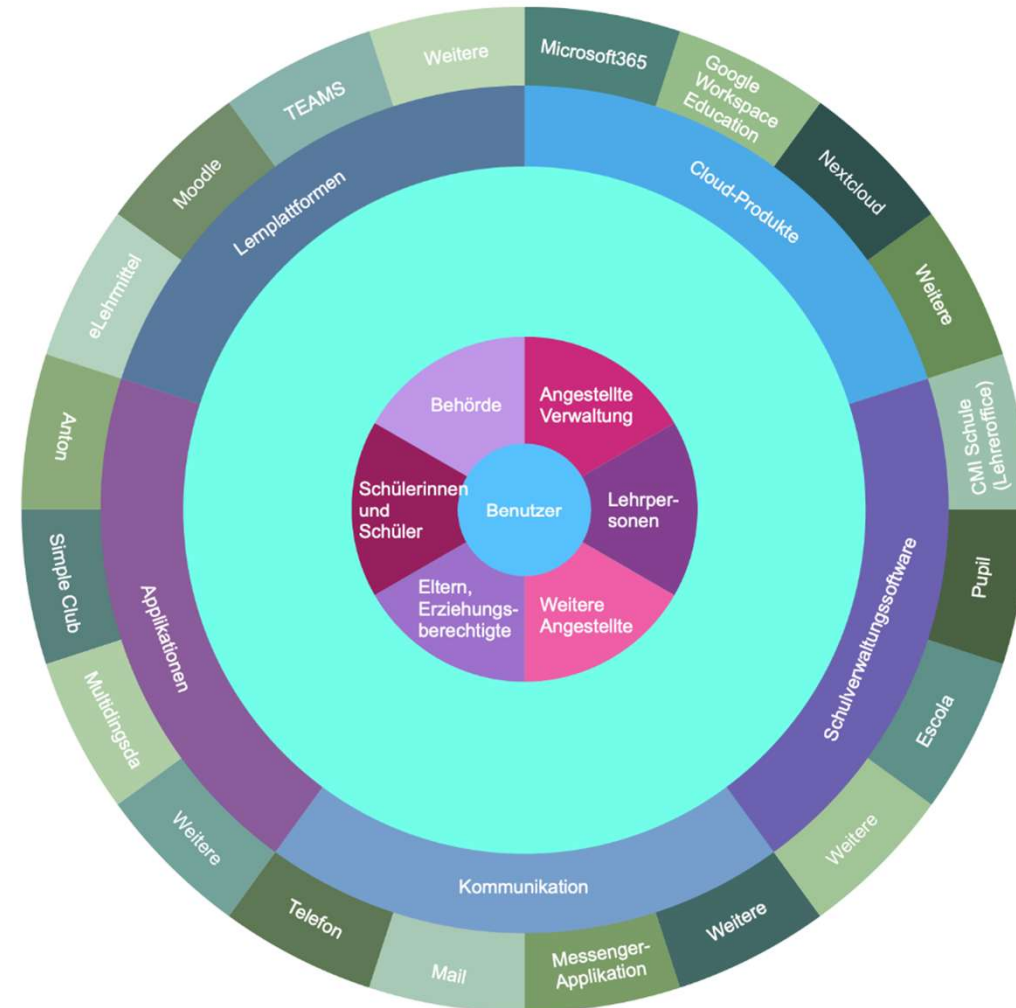 Microsoft365
Google
Workspace
Education
Nextcloud
Weitere
CMI Schule
(Lehreroffice)
Pupil
Escola
Weitere
Weitere
Messenger-
Applikation
Mail
Telefon
Weitere
Multidingsda
Simple Club
Anton
eLehrmittel
Moodle
TEAMS
Weitere
Cloud-Produkte
Schulverwaltungssoftware
Kommunikation
Applikationen
Lernplattformen
Angestellte
Verwaltung
Lehrper-
sonen
Weitere
Angestellte
Eltern,
Erziehungs-
berechtigte
Schülerinnen
und
Schüler
Behörde
Benutzer